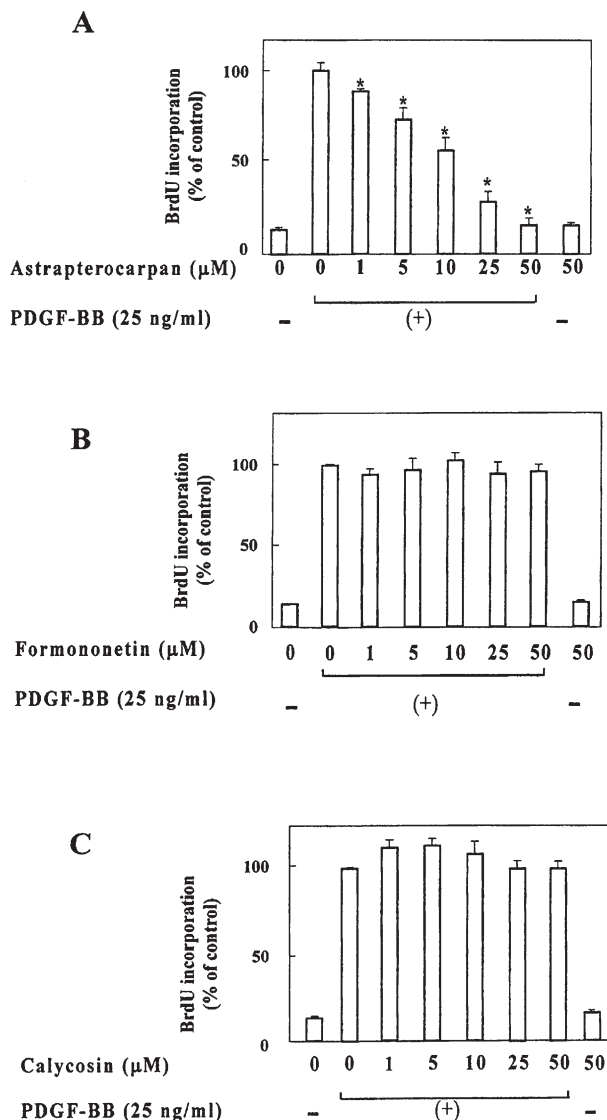 A
BrdU incorporation
(% of control)
100
50
0
* * * * *
Astrapterocarpan (μM) 0 0 1 5 10 25 50 50
PDGF-BB (25 ng/ml) – (+) –
B
BrdU incorporation
(% of control)
100
50
0
Formononetin (μM) 0 0 1 5 10 25 50 50
PDGF-BB (25 ng/ml) – (+) –
C
BrdU incorporation
(% of control)
100
50
0
Calycosin (μM) 0 0 1 5 10 25 50 50
PDGF-BB (25 ng/ml) – (+) –